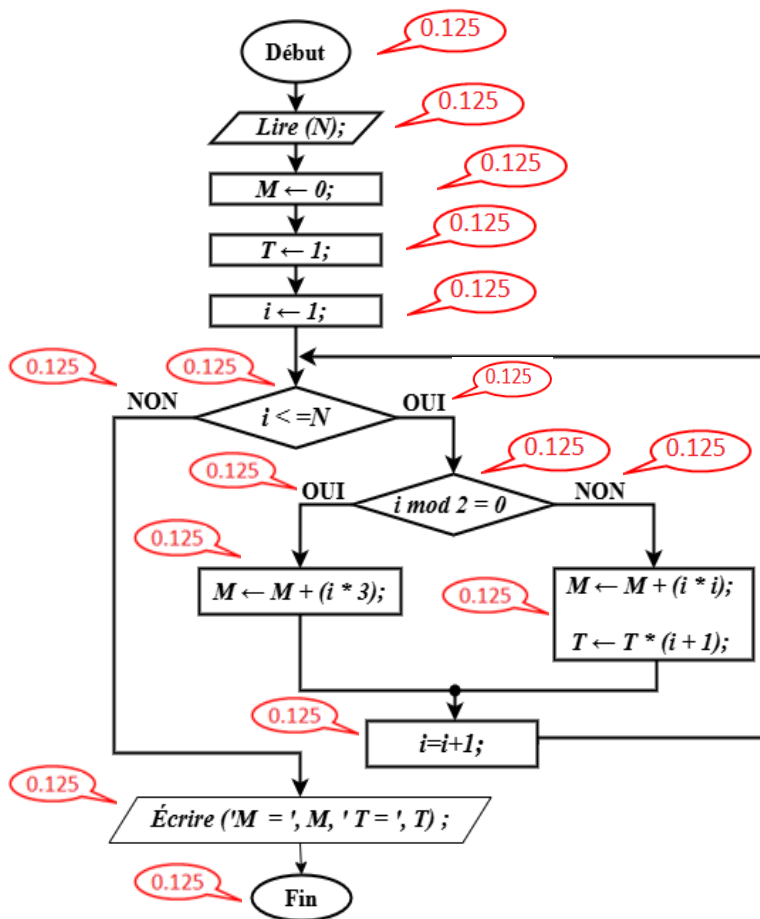 Début
0.125
Lire (N);
0.125
M ← 0;
0.125
T ← 1;
0.125
i ← 1;
0.125
0.125
0.125
0.125
NON
i < =N
OUI
0.125
0.125
0.125
OUI
i mod 2 = 0
NON
0.125
M ← M + (i * 3);
0.125
M ← M + (i * i);
T ← T * (i + 1);
0.125
i=i+1;
0.125
Écrire ('M = ', M, ' T = ', T) ;
0.125
Fin